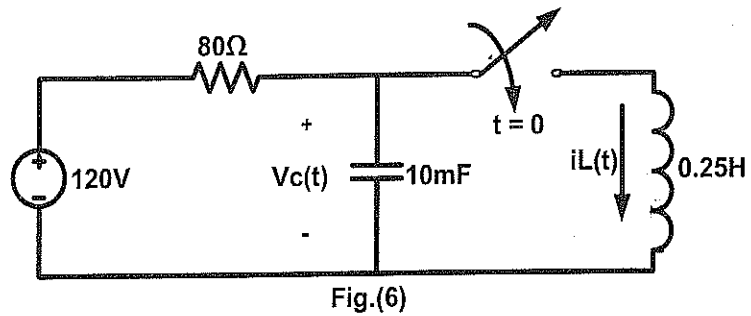 80Ω
t = 0
+
120V
Vc(t)
10mF
iL(t)
0.25H
-
Fig.(6)